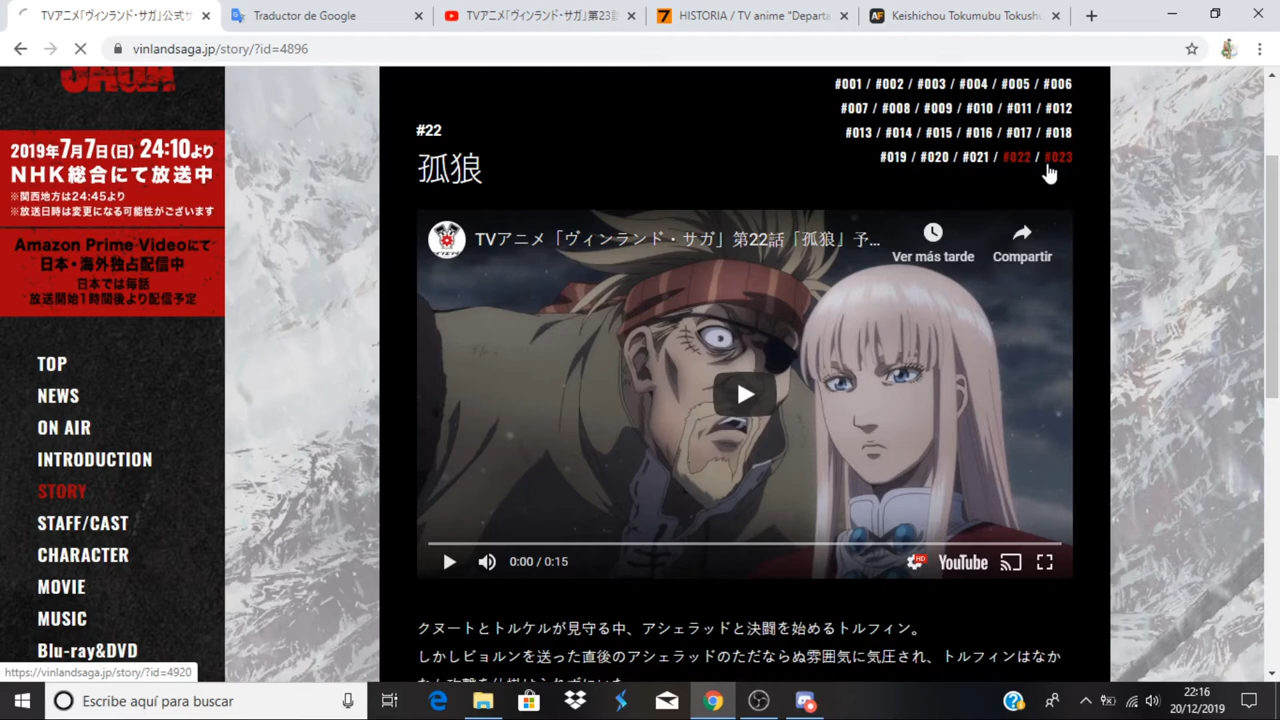 TVアニメ「ヴィンランド・サガ」公式サ
Traductor de Google
TVアニメ『ヴィンランド・サガ』第23話
HISTORIA / TV anime "Departa
Keishichou Tokumubu Tokushu
vinlandsaga.jp/story/?id=4896
SAGA
2019年7月7日(日) 24:10より
NHK総合にて放送中
※関西地方は24:45より
※放送日時は変更になる可能性がございます
Amazon Prime Videoにて
日本・海外独占配信中
日本では毎話
放送開始1時間後より配信予定
TOP
NEWS
ON AIR
INTRODUCTION
STORY
STAFF/CAST
CHARACTER
MOVIE
MUSIC
Blu-ray&DVD
#001 / #002 / #003 / #004 / #005 / #006
#007 / #008 / #009 / #010 / #011 / #012
#013 / #014 / #015 / #016 / #017 / #018
#019 / #020 / #021 / #022 / #023
#22
孤狼
TVアニメ「ヴィンランド・サガ」第22話「孤狼」予...
Ver más tarde
Compartir
0:00 / 0:15
HD
YouTube
クヌートとトルケルが見守る中、アシェラッドと決闘を始めるトルフィン。
しかしビョルンを送った直後のアシェラッドのただならぬ雰囲気に気圧され、トルフィンはなか
https://vinlandsaga.jp/story/?id=4920
Escribe aquí para buscar
22:16
20/12/2019